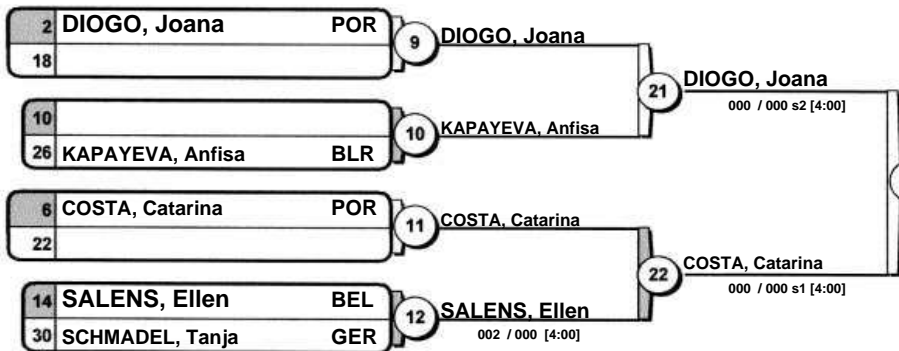 2 DIOGO, Joana POR
18
9 DIOGO, Joana
10
26 KAPAYEVA, Anfisa BLR
10 KAPAYEVA, Anfisa
21 DIOGO, Joana
000 / 000 s2 [4:00]
6 COSTA, Catarina POR
22
11 COSTA, Catarina
14 SALENS, Ellen BEL
30 SCHMADEL, Tanja GER
12 SALENS, Ellen
002 / 000 [4:00]
22 COSTA, Catarina
000 / 000 s1 [4:00]